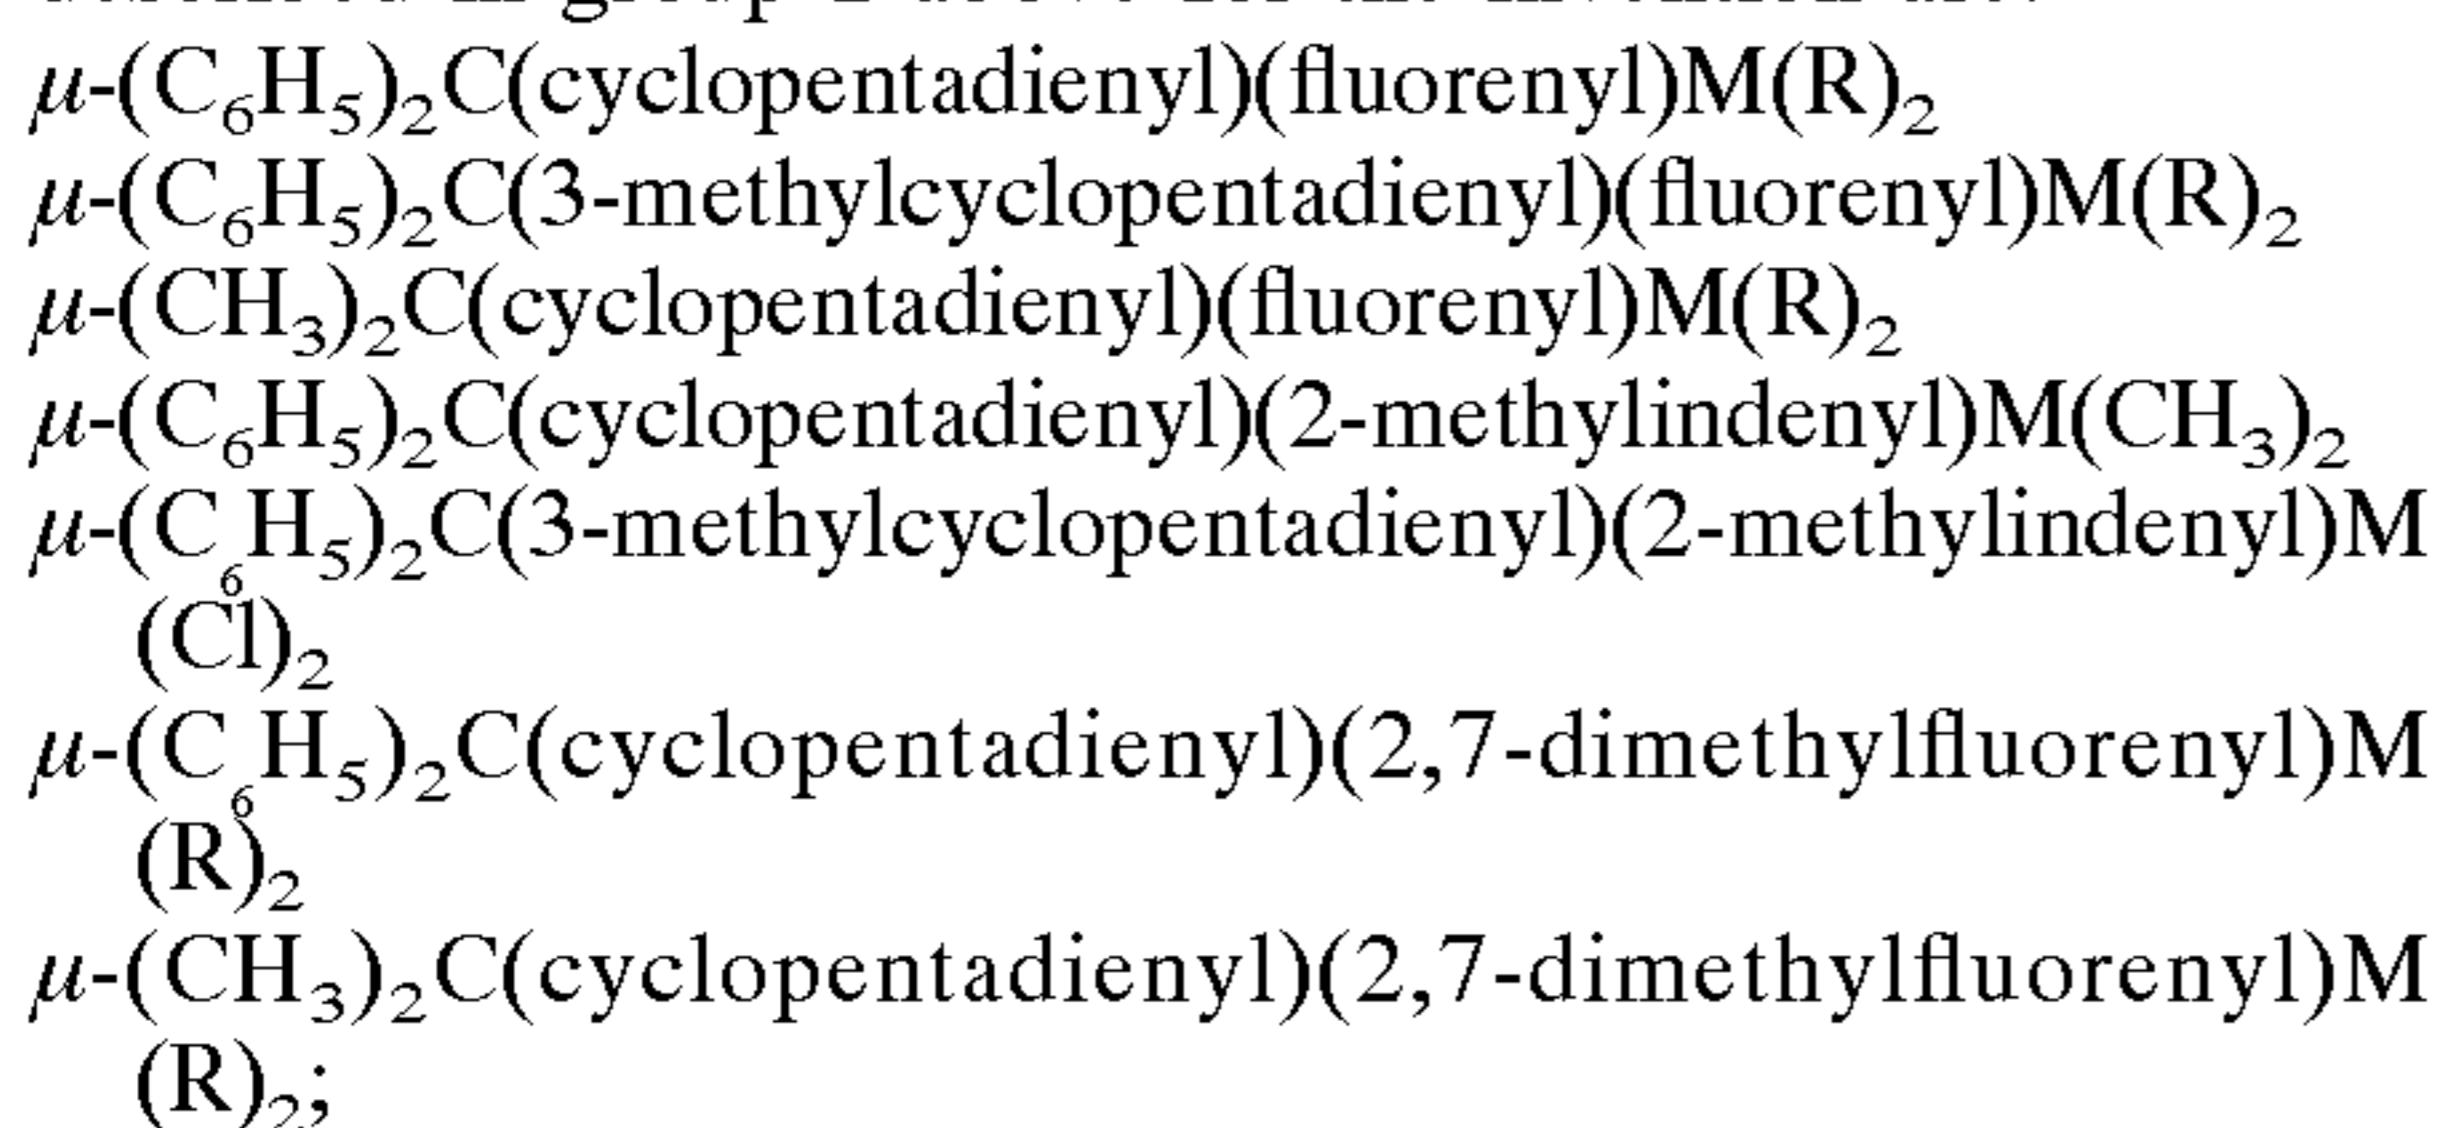 μ-(C₆H₅)₂C(cyclopentadienyl)(fluorenyl)M(R)₂
μ-(C₆H₅)₂C(3-methylcyclopentadienyl)(fluorenyl)M(R)₂
μ-(CH₃)₂C(cyclopentadienyl)(fluorenyl)M(R)₂
μ-(C₆H₅)₂C(cyclopentadienyl)(2-methylindenyl)M(CH₃)₂
μ-(C₆H₅)₂C(3-methylcyclopentadienyl)(2-methylindenyl)M
(Cl)₂
μ-(C₆H₅)₂C(cyclopentadienyl)(2,7-dimethylfluorenyl)M
(R)₂
μ-(CH₃)₂C(cyclopentadienyl)(2,7-dimethylfluorenyl)M
(R)₂;